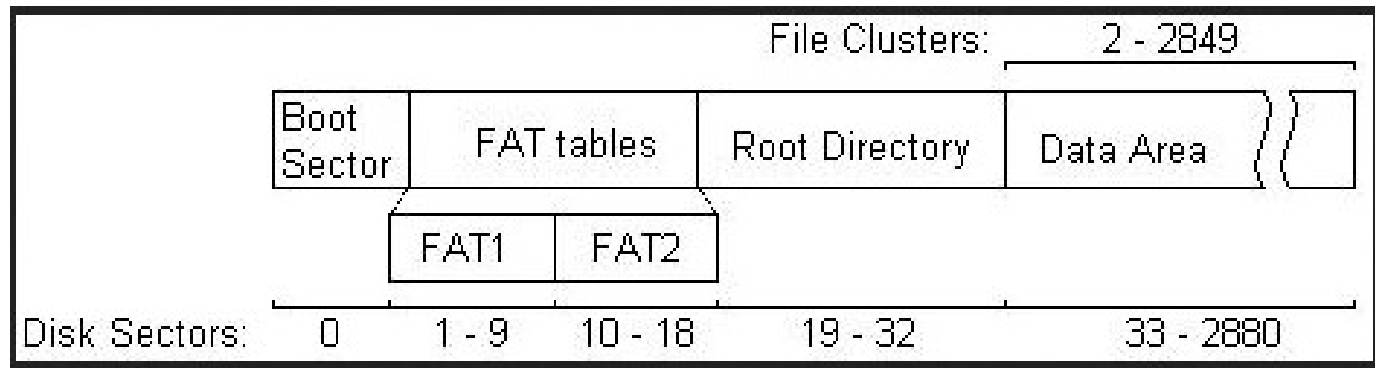 File Clusters: 2 - 2849
Boot
Sector
FAT tables
Root Directory
Data Area
FAT1
FAT2
Disk Sectors: 0 1 - 9 10 - 18 19 - 32 33 - 2880